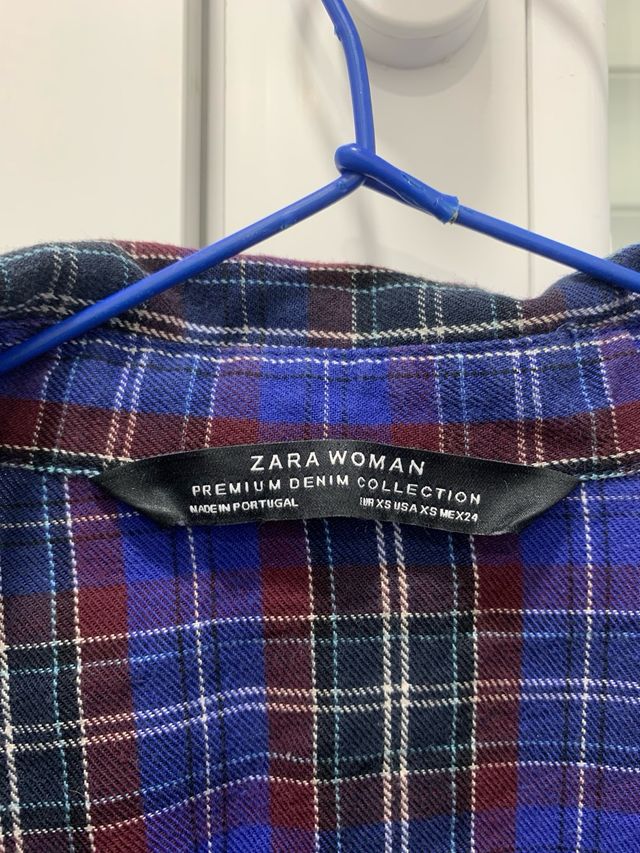 ZARA WOMAN
PREMIUM DENIM COLLECTION
MADE IN PORTUGAL EUR XS USA XS MEX 24